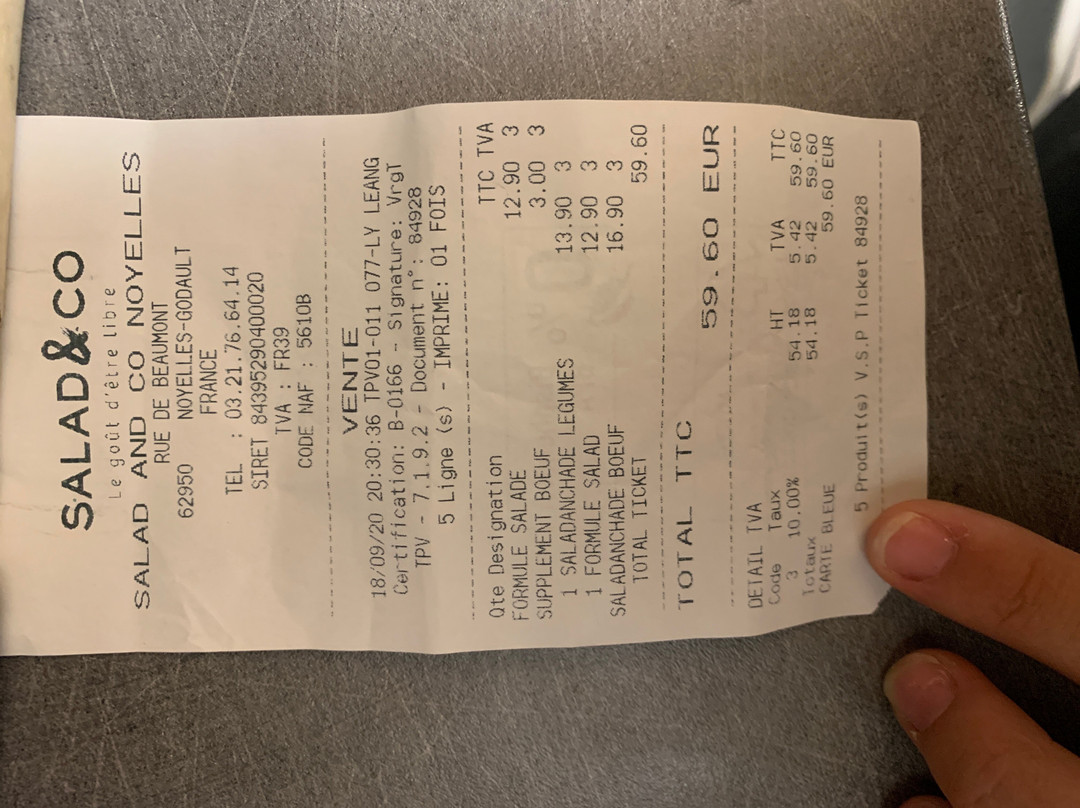 SALAD&CO
Le goût d'être libre
SALAD AND CO NOYELLES
RUE DE BEAUMONT
62950 NOYELLES-GODAULT
FRANCE
TEL : 03.21.76.64.14
SIRET 84395290400020
TVA : FR39
CODE NAF : 5610B
VENTE
18/09/20 20:30:36 TPV01-011 077-LY LEANG
Certification: B-0166 - Signature: VrgT
TPV - 7.1.9.2 - Document n° : 84928
5 Ligne (s) - IMPRIME: 01 FOIS
Qte Designation TTC TVA
FORMULE SALADE 12.90 3
SUPPLEMENT BOEUF 3.00 3
1 SALADANCHADE LEGUMES 13.90 3
1 FORMULE SALAD 12.90 3
SALADANCHADE BOEUF 16.90 3
TOTAL TICKET 59.60
TOTAL TTC 59.60 EUR
DETAIL TVA
Code Taux HT TVA TTC
3 10.00% 54.18 5.42 59.60
Totaux 54.18 5.42 59.60
CARTE BLEUE 59.60 EUR
5 Produit(s) V.S.P Ticket 84928